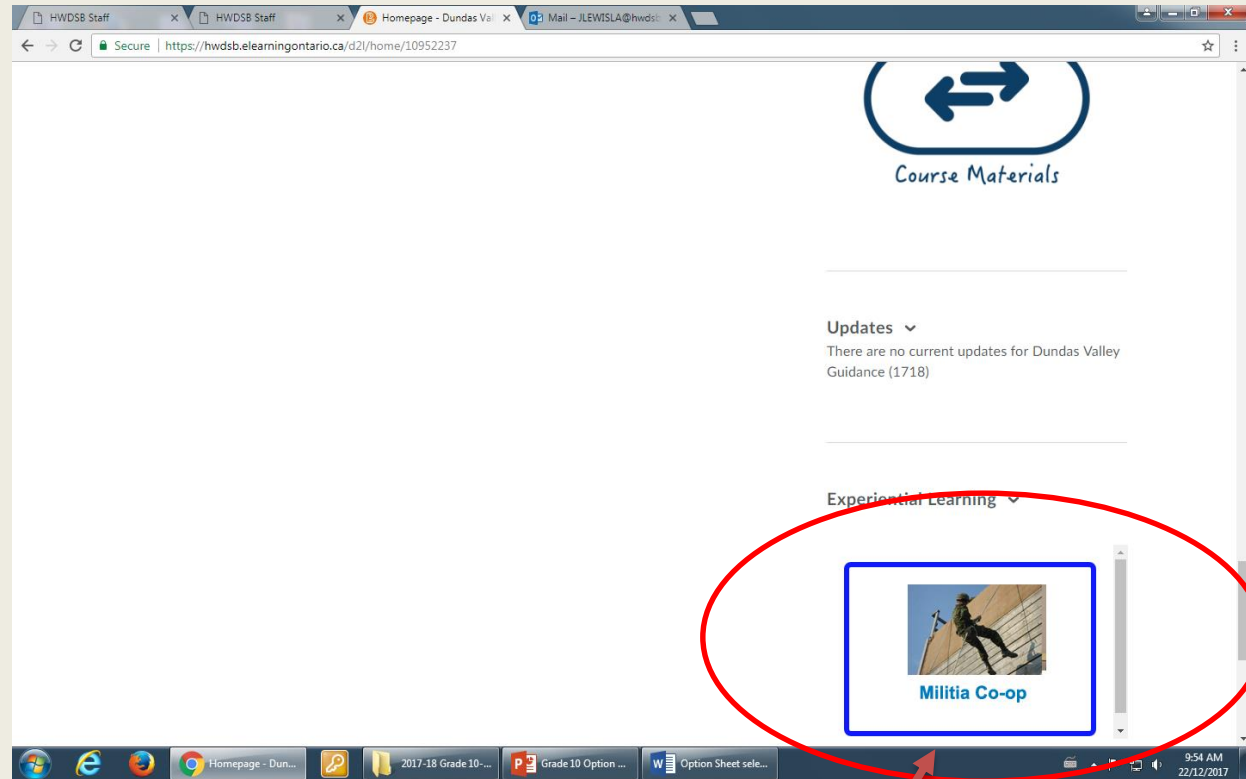 HWDSB Staff
HWDSB Staff
Homepage - Dundas Val
Mail – JLEWISLA@hwdsb
Secure
https://hwdsb.elearningontario.ca/d2l/home/10952237
Course Materials
Updates
There are no current updates for Dundas Valley
Guidance (1718)
Experiential Learning
Militia Co-op
Homepage - Dun...
2017-18 Grade 10-...
Grade 10 Option ...
Option Sheet sele...
9:54 AM
22/12/2017